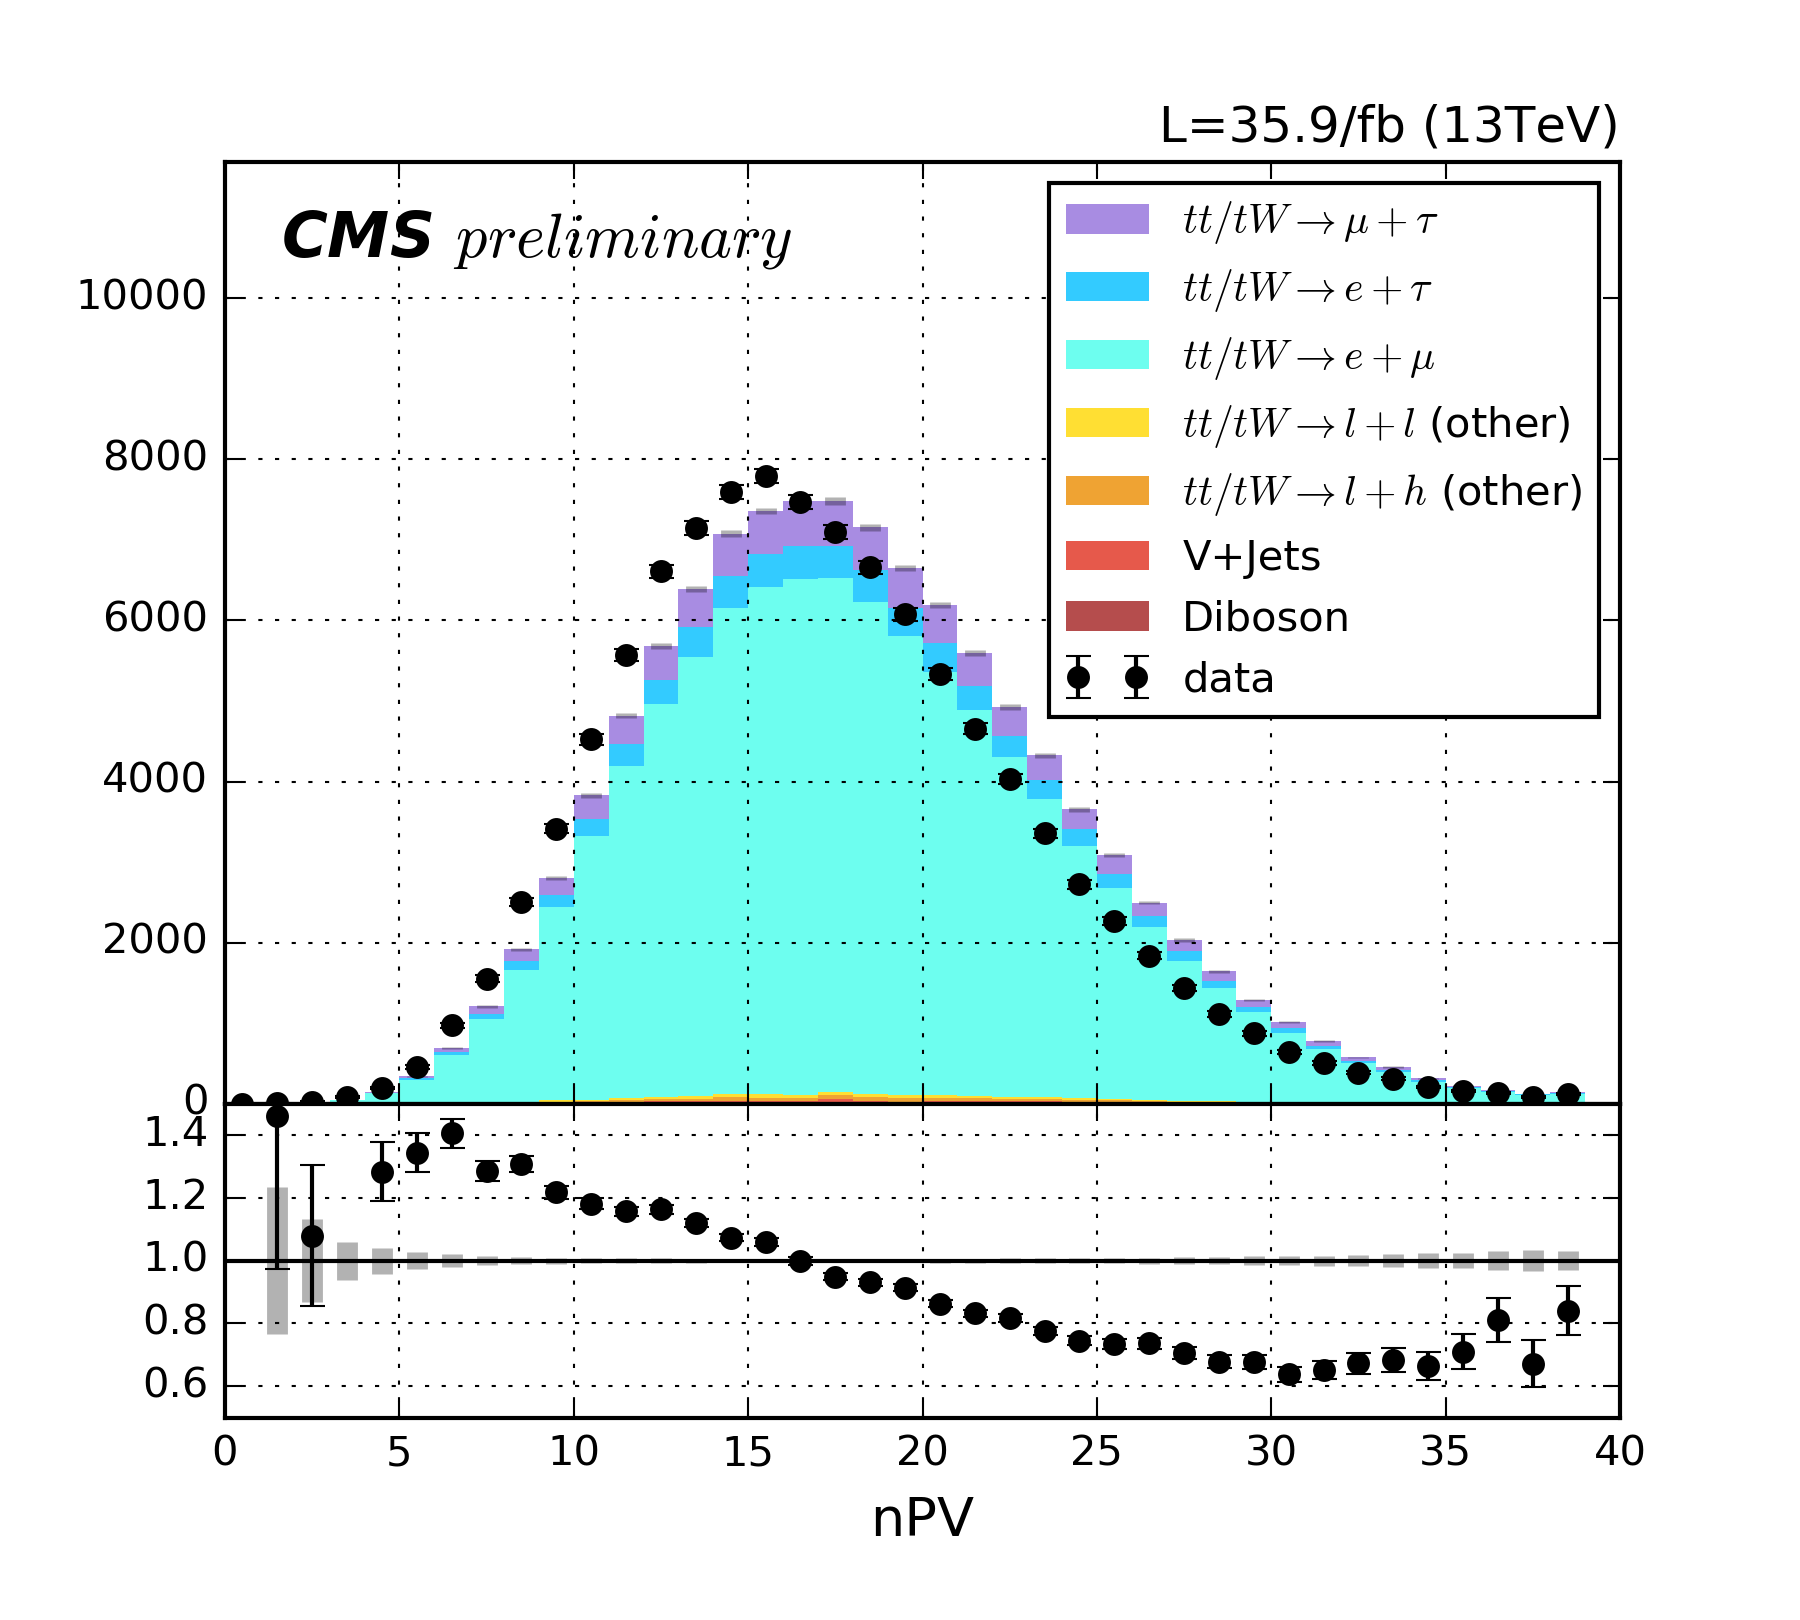 L=35.9/fb (13TeV)
CMS preliminary
tt/tW → μ + τ
tt/tW → e + τ
tt/tW → e + μ
tt/tW → l + l (other)
tt/tW → l + h (other)
V+Jets
Diboson
data
10000
8000
6000
4000
2000
0
1.4
1.2
1.0
0.8
0.6
0 5 10 15 20 25 30 35 40
nPV